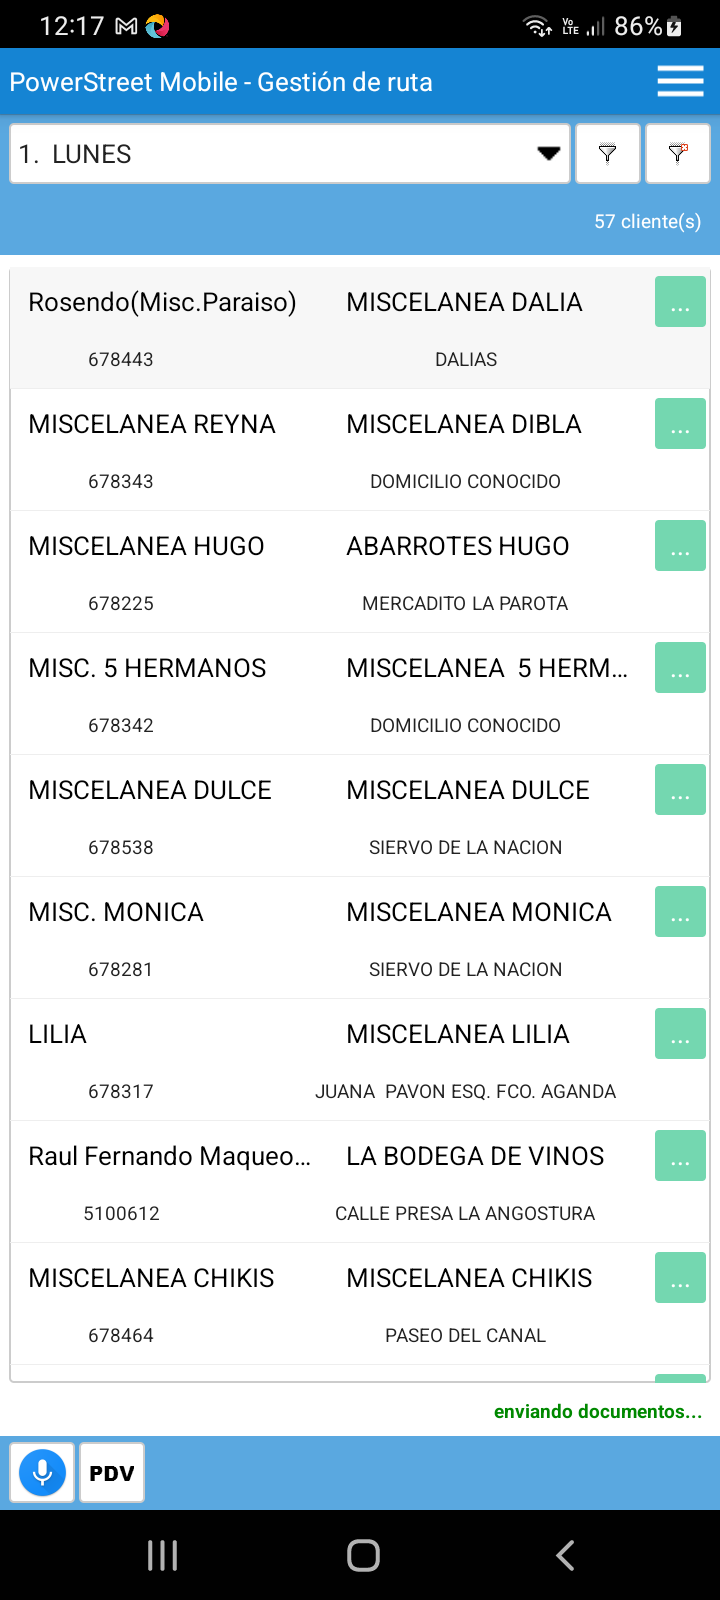 12:17
Vo LTE 86%
PowerStreet Mobile - Gestión de ruta
1. LUNES
57 cliente(s)
Rosendo(Misc.Paraiso) MISCELANEA DALIA ...
678443 DALIAS
MISCELANEA REYNA MISCELANEA DIBLA ...
678343 DOMICILIO CONOCIDO
MISCELANEA HUGO ABARROTES HUGO ...
678225 MERCADITO LA PAROTA
MISC. 5 HERMANOS MISCELANEA  5 HERM... ...
678342 DOMICILIO CONOCIDO
MISCELANEA DULCE MISCELANEA DULCE ...
678538 SIERVO DE LA NACION
MISC. MONICA MISCELANEA MONICA ...
678281 SIERVO DE LA NACION
LILIA MISCELANEA LILIA ...
678317 JUANA  PAVON ESQ. FCO. AGANDA
Raul Fernando Maqueo... LA BODEGA DE VINOS ...
5100612 CALLE PRESA LA ANGOSTURA
MISCELANEA CHIKIS MISCELANEA CHIKIS ...
678464 PASEO DEL CANAL
enviando documentos...
PDV